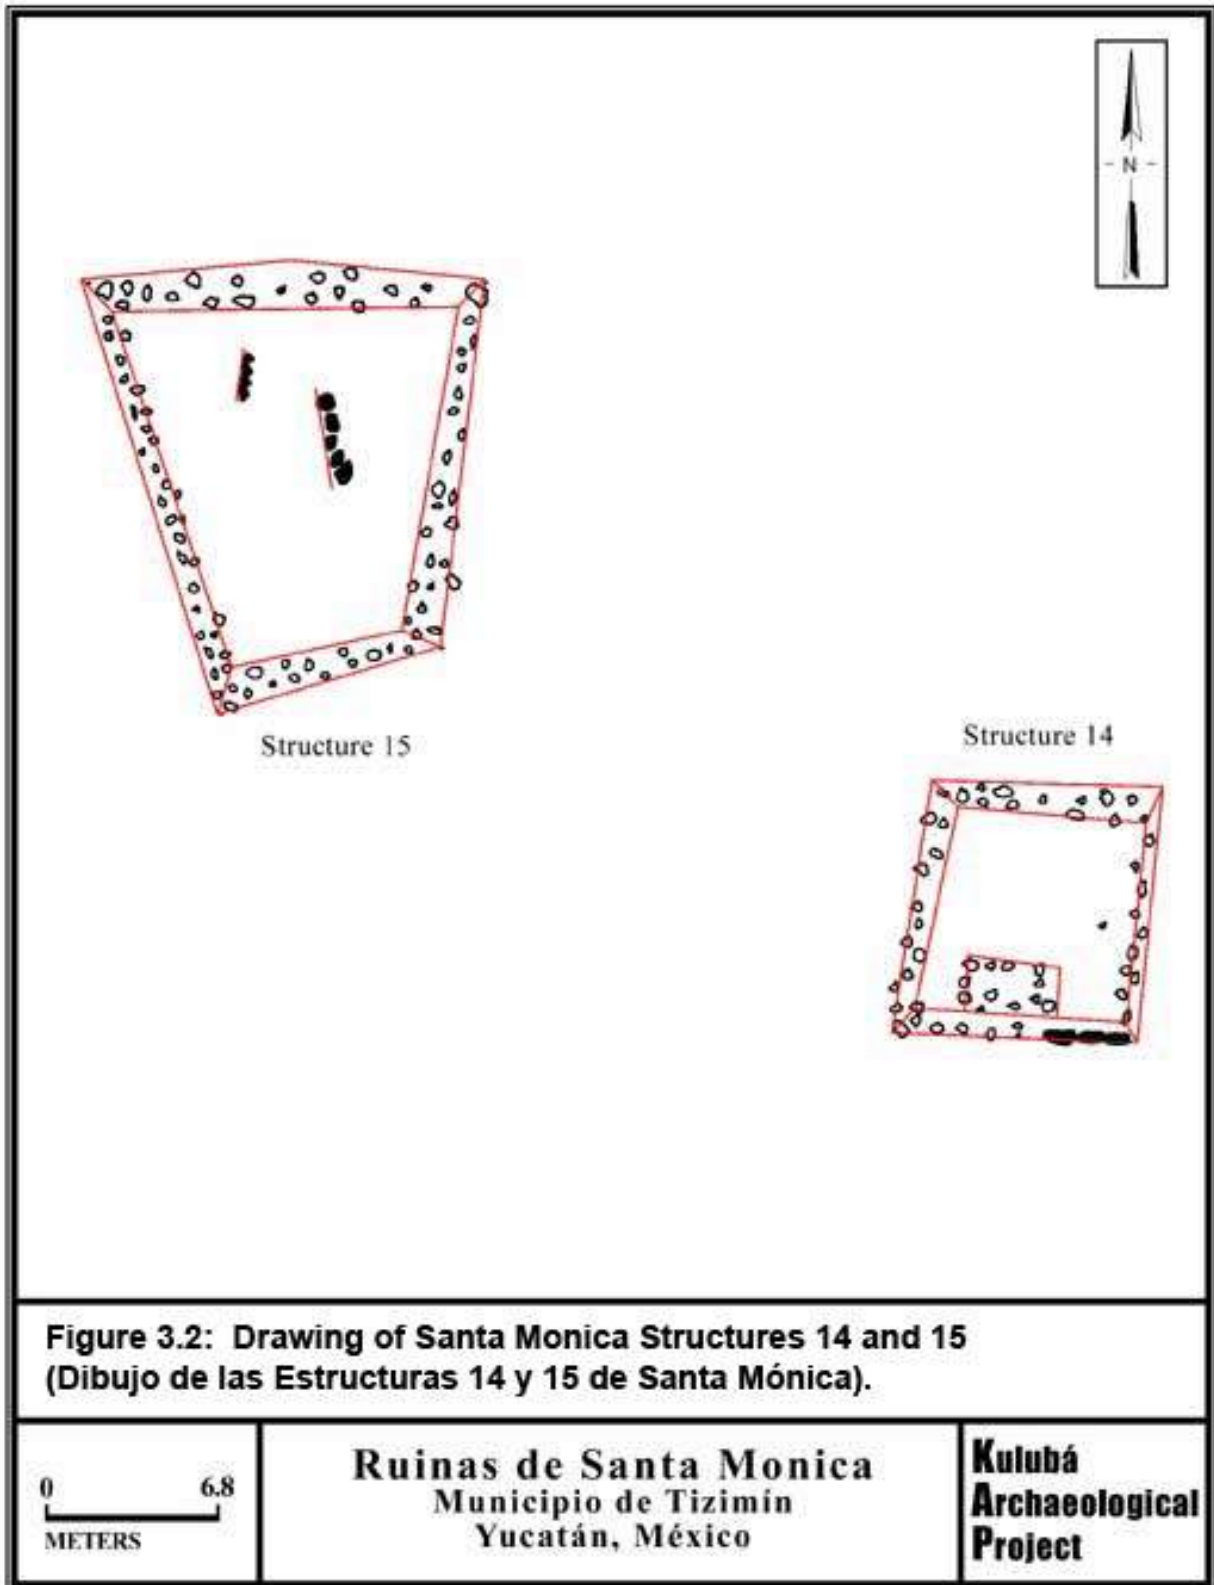 N
Structure 15
Structure 14
Figure 3.2: Drawing of Santa Monica Structures 14 and 15
(Dibujo de las Estructuras 14 y 15 de Santa Mónica).
0 6.8
METERS
Ruinas de Santa Monica
Municipio de Tizimín
Yucatán, México
Kulubá
Archaeological
Project